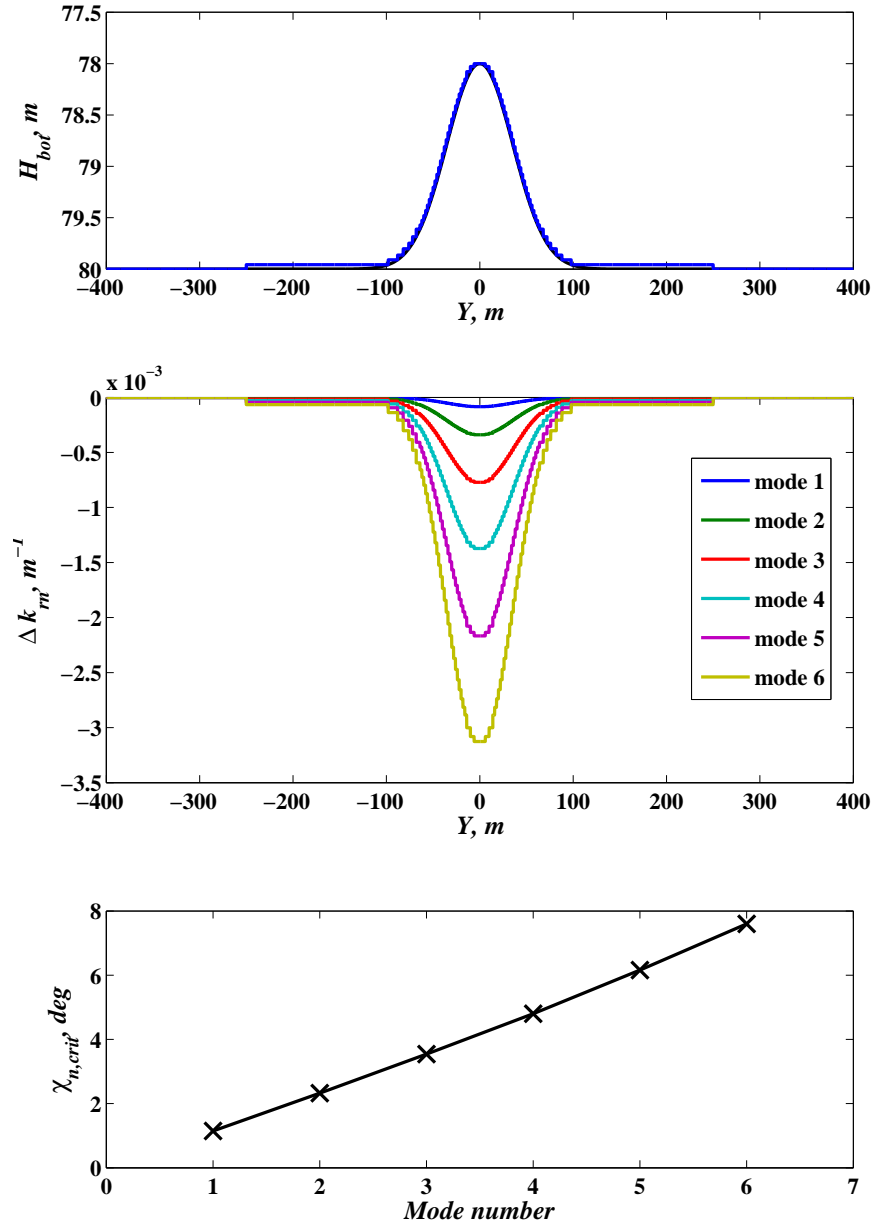 77.5
78
78.5
79
79.5
80
H_bot, m
−400 −300 −200 −100 0 100 200 300 400
Y, m
x 10^−3
0
−0.5
−1
−1.5
−2
−2.5
−3
−3.5
Δ k_rn, m^−1
mode 1
mode 2
mode 3
mode 4
mode 5
mode 6
−400 −300 −200 −100 0 100 200 300 400
Y, m
8
6
4
2
0
χ_n,crit, deg
0 1 2 3 4 5 6 7
Mode number